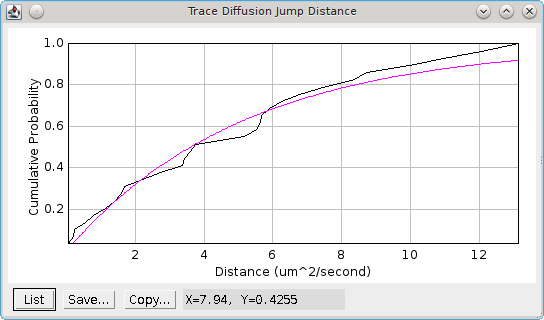 Trace Diffusion Jump Distance
1.0
0.8
0.6
0.4
0.2
Cumulative Probability
2 4 6 8 10 12
Distance (um^2/second)
List Save... Copy... X=7.94, Y=0.4255